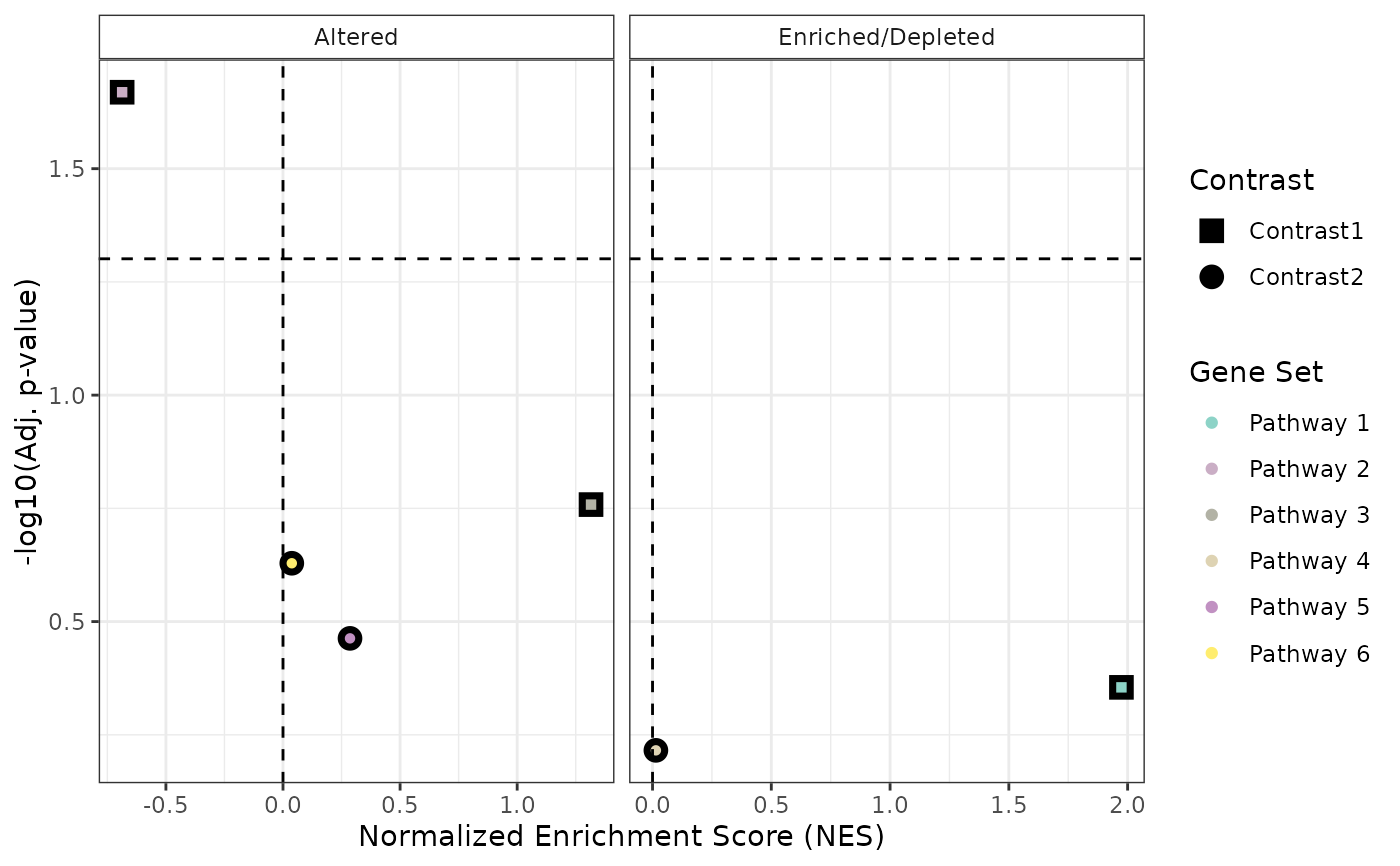 Altered
Enriched/Depleted
1.5
1.0
0.5
-log10(Adj. p-value)
-0.5 0.0 0.5 1.0
0.0 0.5 1.0 1.5 2.0
Normalized Enrichment Score (NES)
Contrast
Contrast1
Contrast2
Gene Set
Pathway 1
Pathway 2
Pathway 3
Pathway 4
Pathway 5
Pathway 6